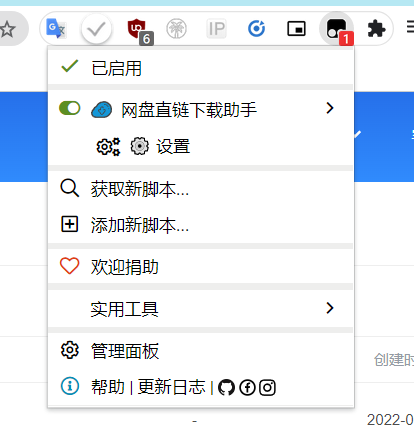 IP
6
1
已启用
网盘直链下载助手
设置
获取新脚本...
添加新脚本...
欢迎捐助
实用工具
管理面板
创建时
帮助 | 更新日志 |
-
2022-0